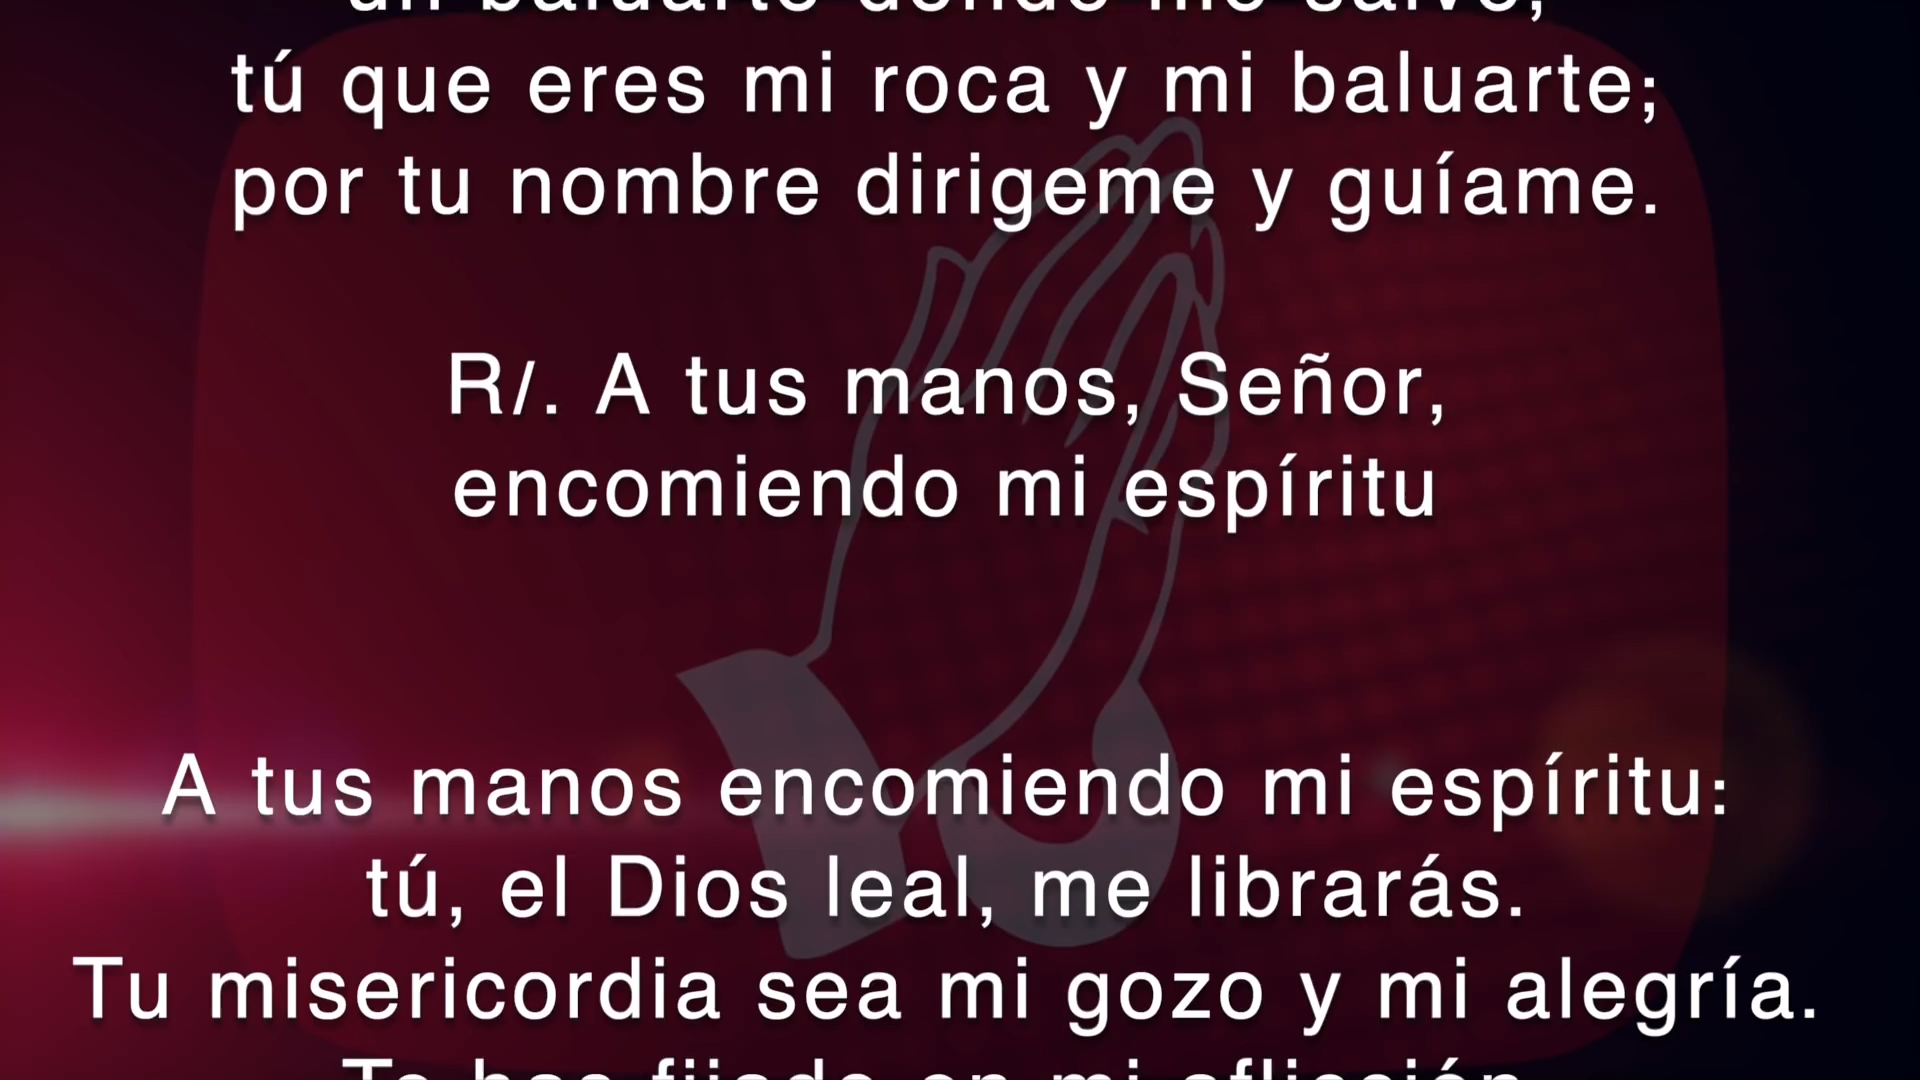 un baluarte donde me salve,
tú que eres mi roca y mi baluarte;
por tu nombre dirigeme y guíame.
R/. A tus manos, Señor,
encomiendo mi espíritu
A tus manos encomiendo mi espíritu:
tú, el Dios leal, me librarás.
Tu misericordia sea mi gozo y mi alegría.
Te has fijado en mi aflicción